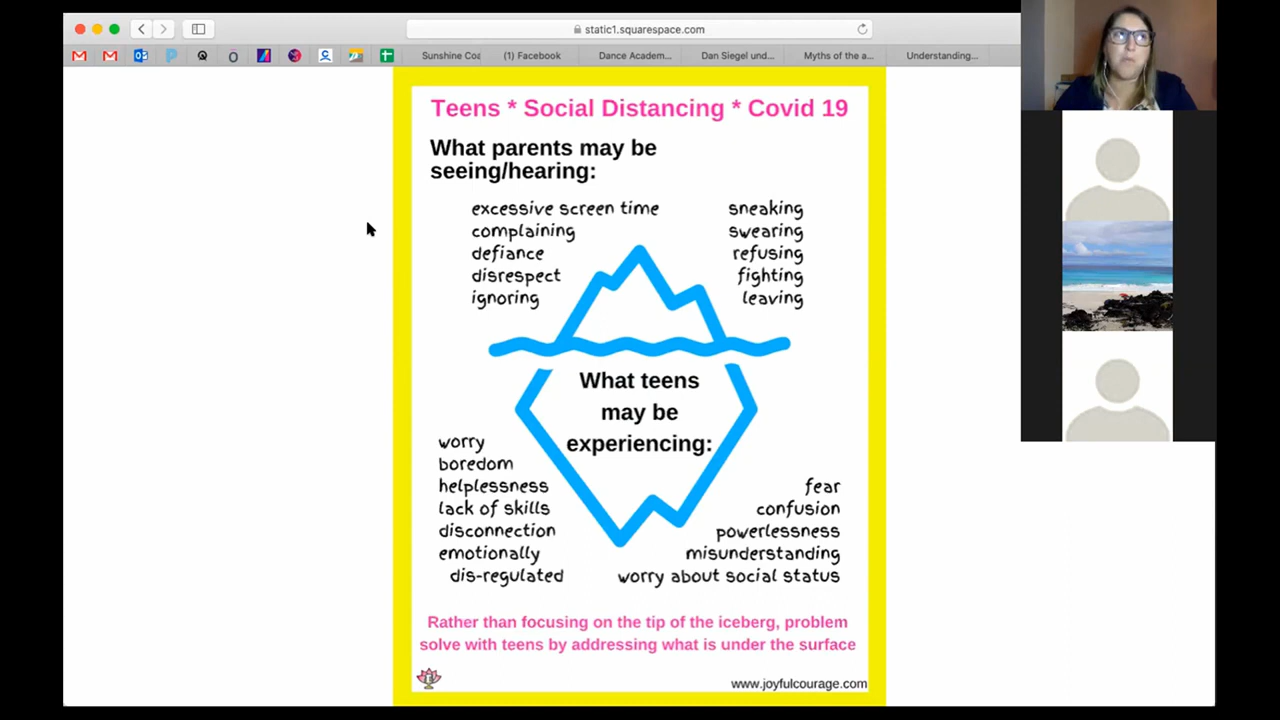 static1.squarespace.com
Sunshine Coa
(1) Facebook
Dance Academ...
Dan Siegel und...
Myths of the a...
Understanding...
Teens * Social Distancing * Covid 19
What parents may be
seeing/hearing:
excessive screen time
complaining
defiance
disrespect
ignoring
sneaking
swearing
refusing
fighting
leaving
What teens
may be
experiencing:
worry
boredom
helplessness
lack of skills
disconnection
emotionally
dis-regulated
fear
confusion
powerlessness
misunderstanding
worry about social status
Rather than focusing on the tip of the iceberg, problem
solve with teens by addressing what is under the surface
www.joyfulcourage.com